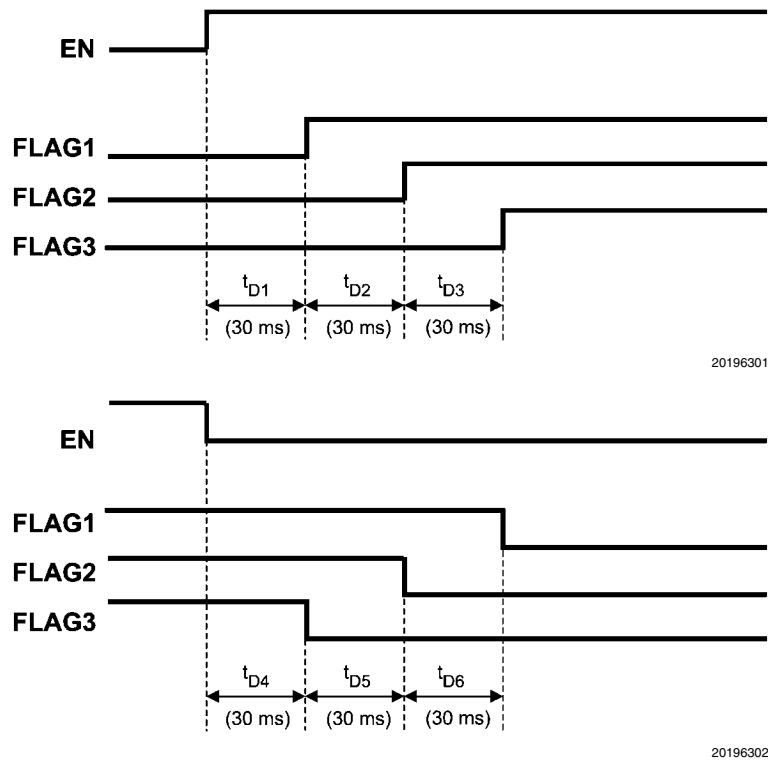 EN
FLAG1
FLAG2
FLAG3
tD1 tD2 tD3
(30 ms) (30 ms) (30 ms)
20196301
EN
FLAG1
FLAG2
FLAG3
tD4 tD5 tD6
(30 ms) (30 ms) (30 ms)
20196302